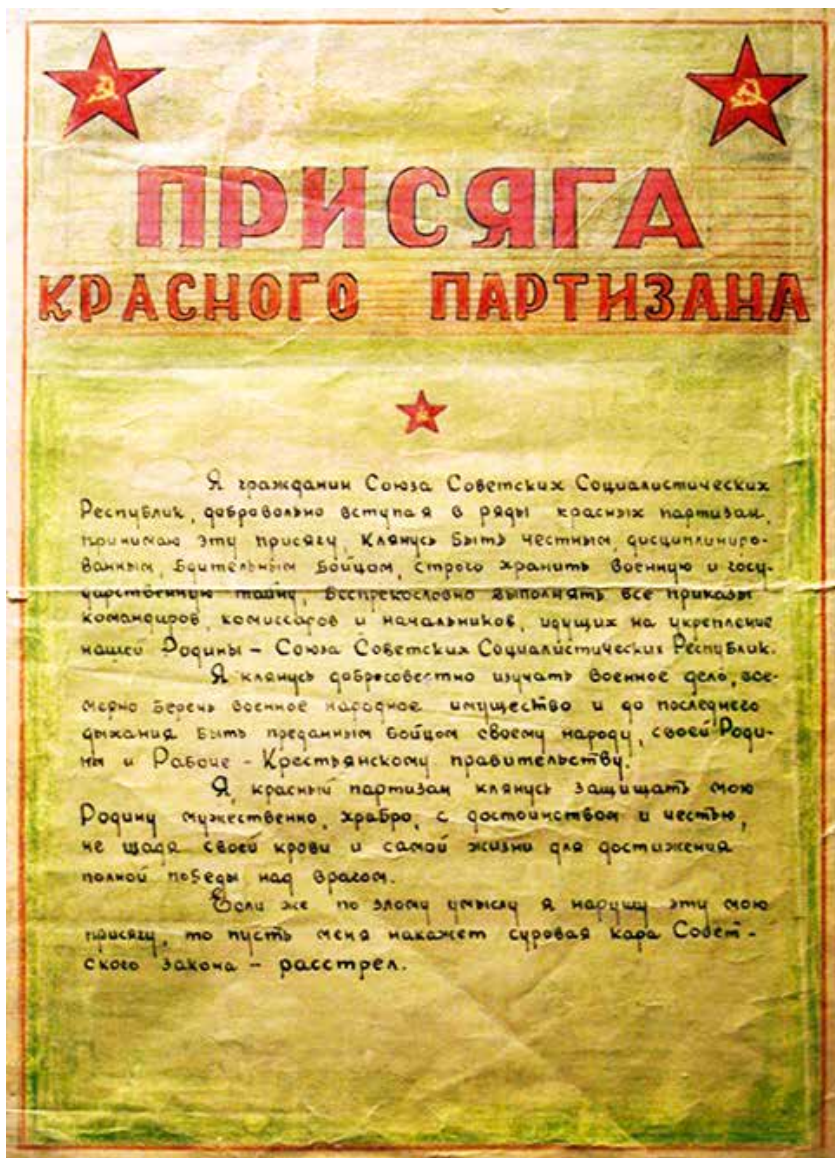 ПРИСЯГА
КРАСНОГО ПАРТИЗАНА
Я гражданин Союза Советских Социалистических
Республик, добровольно вступая в ряды красных партизан,
принимаю эту присягу, Клянусь быть честным, дисциплиниро-
ванным, бдительным бойцом, строго хранить военную и госу-
дарственную тайну, беспрекословно выполнять все приказы
командиров, комиссаров и начальников, идущих на укрепление
нашей Родины – Союза Советских Социалистических Республик.
Я клянусь добросовестно изучать военное дело, все-
мерно беречь военное народное имущество и до последнего
дыхания быть преданным бойцом своему народу, своей Роди-
ны и Рабоче - Крестьянскому правительству.
Я, красный партизан клянусь защищать мою
Родину мужественно, храбро, с достоинством и честью,
не щадя своей крови и самой жизни для достижения
полной победы над врагом.
Если же по злому умыслу я нарушу эту мою
присягу, то пусть меня накажет суровая кара Совет-
ского закона – расстрел.